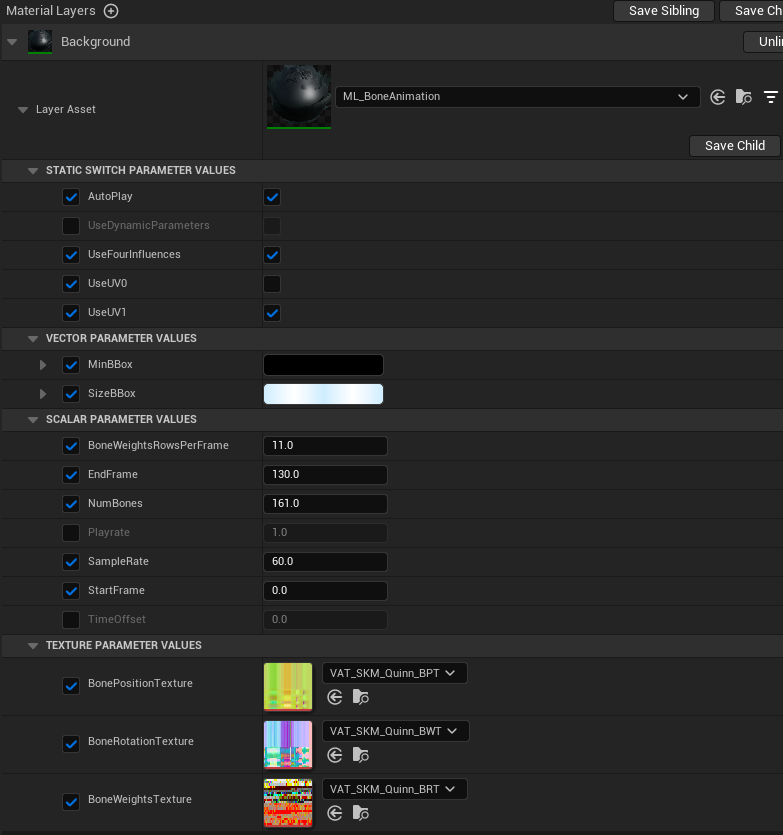 Material Layers
Save Sibling
Save Ch
Background
Unli
Layer Asset
ML_BoneAnimation
Save Child
STATIC SWITCH PARAMETER VALUES
AutoPlay
UseDynamicParameters
UseFourInfluences
UseUV0
UseUV1
VECTOR PARAMETER VALUES
MinBBox
SizeBBox
SCALAR PARAMETER VALUES
BoneWeightsRowsPerFrame 11.0
EndFrame 130.0
NumBones 161.0
Playrate 1.0
SampleRate 60.0
StartFrame 0.0
TimeOffset 0.0
TEXTURE PARAMETER VALUES
BonePositionTexture VAT_SKM_Quinn_BPT
BoneRotationTexture VAT_SKM_Quinn_BWT
BoneWeightsTexture VAT_SKM_Quinn_BRT